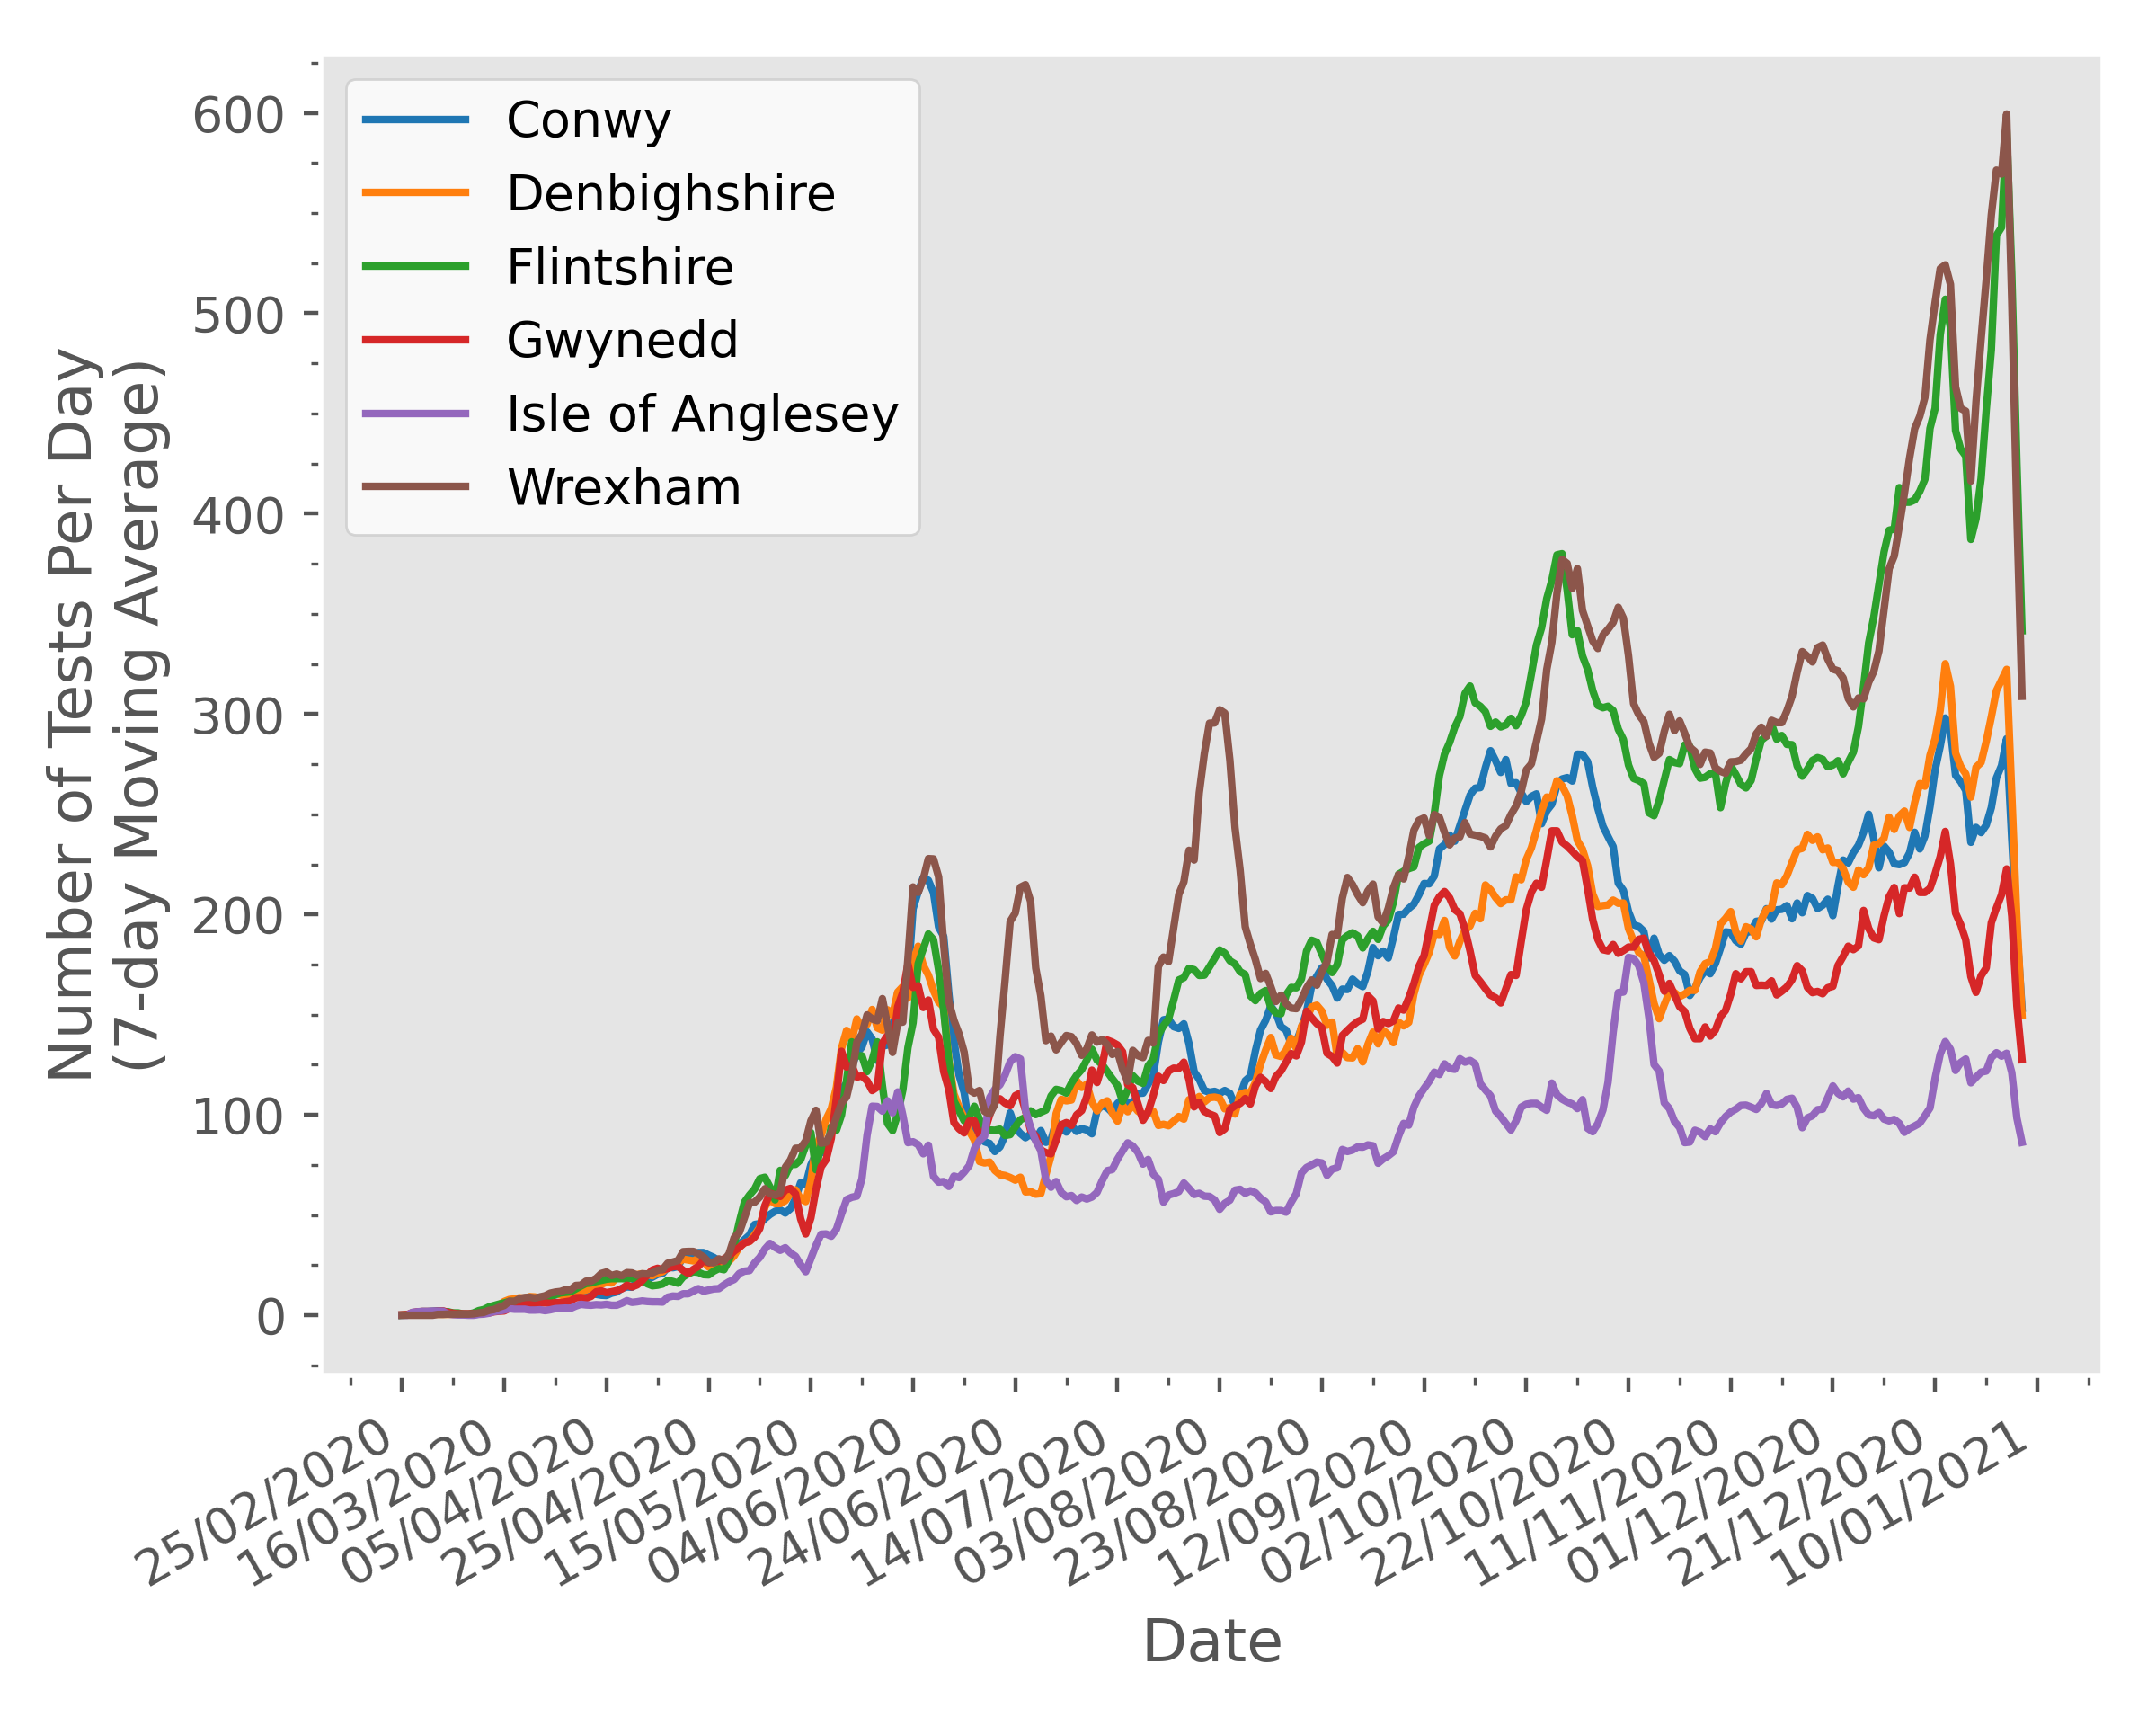 Number of Tests Per Day
(7-day Moving Average)
600
500
400
300
200
100
0
Conwy
Denbighshire
Flintshire
Gwynedd
Isle of Anglesey
Wrexham
25/02/2020
16/03/2020
05/04/2020
25/04/2020
15/05/2020
04/06/2020
24/06/2020
14/07/2020
03/08/2020
23/08/2020
12/09/2020
02/10/2020
22/10/2020
11/11/2020
01/12/2020
21/12/2020
10/01/2021
Date